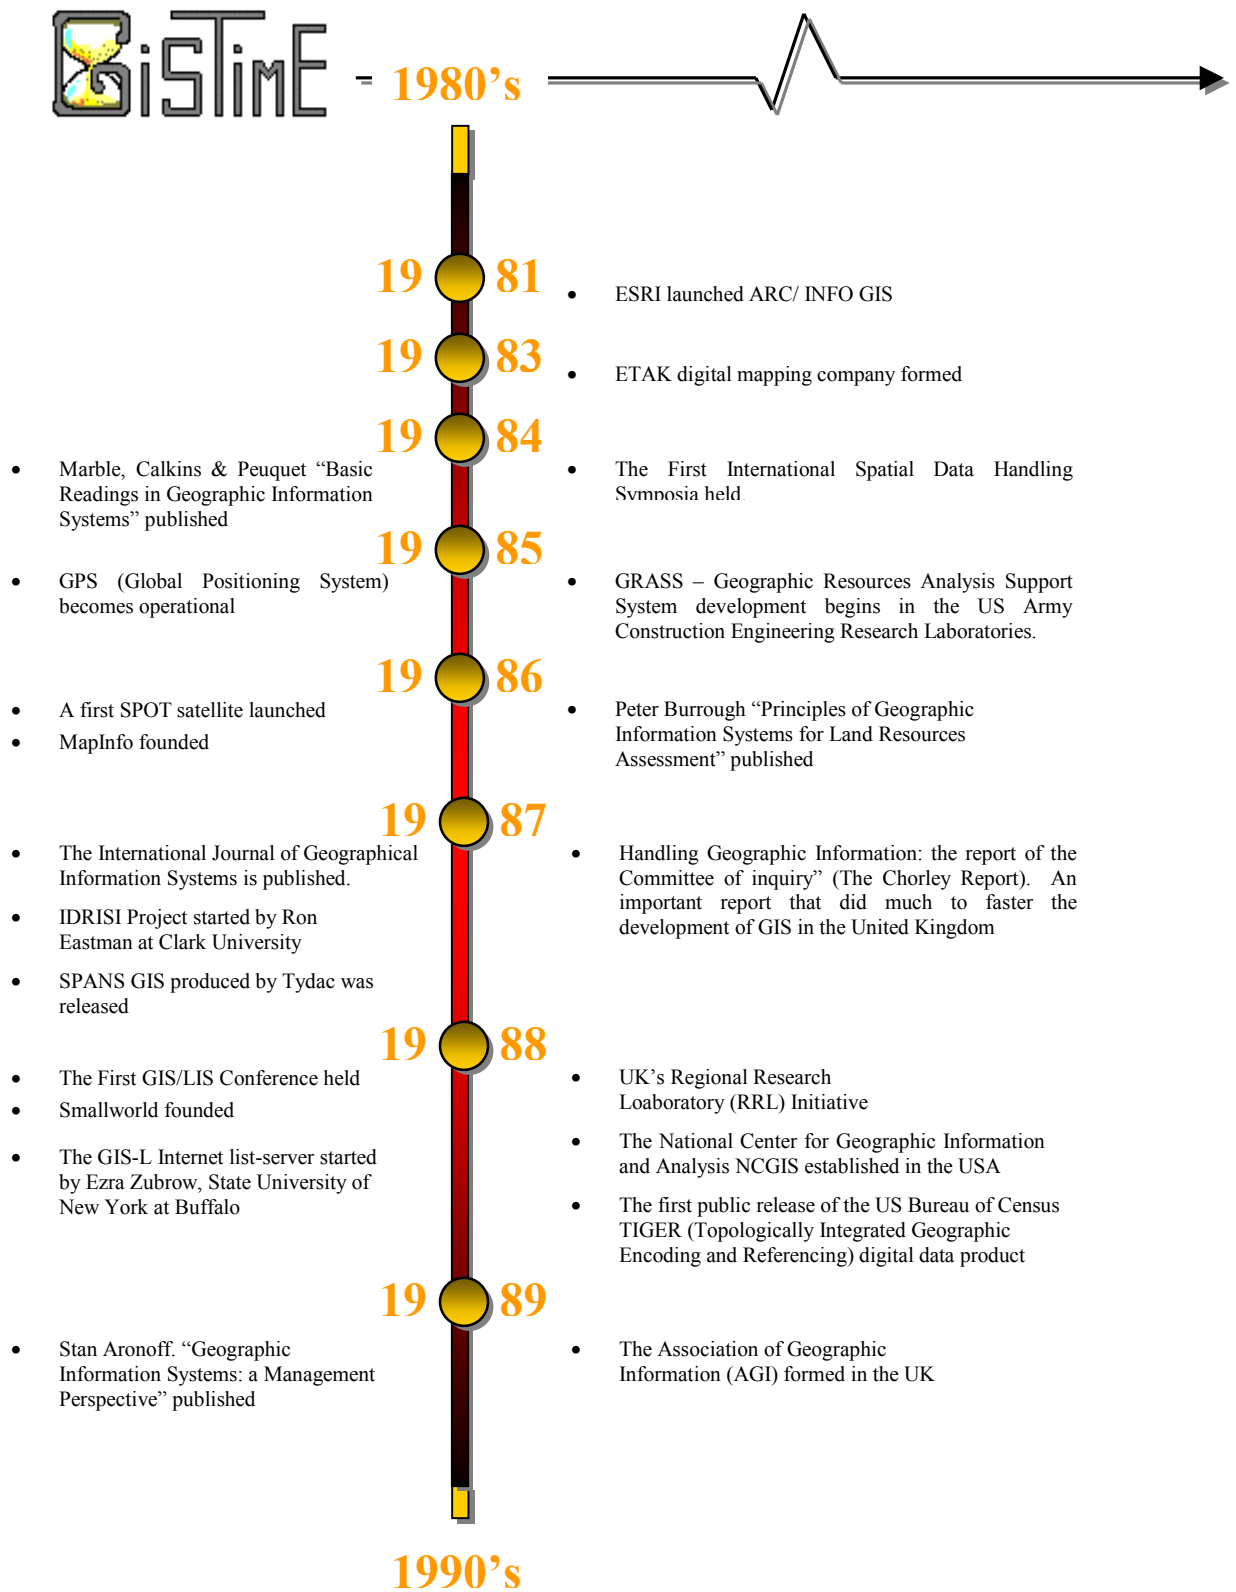 GiSTimE
1980’s
19 81
• ESRI launched ARC/ INFO GIS
19 83
• ETAK digital mapping company formed
19 84
• Marble, Calkins & Peuquet “Basic
Readings in Geographic Information
Systems” published
• The First International Spatial Data Handling
Symposia held.
19 85
• GPS (Global Positioning System)
becomes operational
• GRASS – Geographic Resources Analysis Support
System development begins in the US Army
Construction Engineering Research Laboratories.
19 86
• A first SPOT satellite launched
• MapInfo founded
• Peter Burrough “Principles of Geographic
Information Systems for Land Resources
Assessment” published
19 87
• The International Journal of Geographical
Information Systems is published.
• IDRISI Project started by Ron
Eastman at Clark University
• SPANS GIS produced by Tydac was
released
• Handling Geographic Information: the report of the
Committee of inquiry” (The Chorley Report). An
important report that did much to faster the
development of GIS in the United Kingdom
19 88
• The First GIS/LIS Conference held
• Smallworld founded
• The GIS-L Internet list-server started
by Ezra Zubrow, State University of
New York at Buffalo
• UK’s Regional Research
Loaboratory (RRL) Initiative
• The National Center for Geographic Information
and Analysis NCGIS established in the USA
• The first public release of the US Bureau of Census
TIGER (Topologically Integrated Geographic
Encoding and Referencing) digital data product
19 89
• Stan Aronoff. “Geographic
Information Systems: a Management
Perspective” published
• The Association of Geographic
Information (AGI) formed in the UK
1990’s